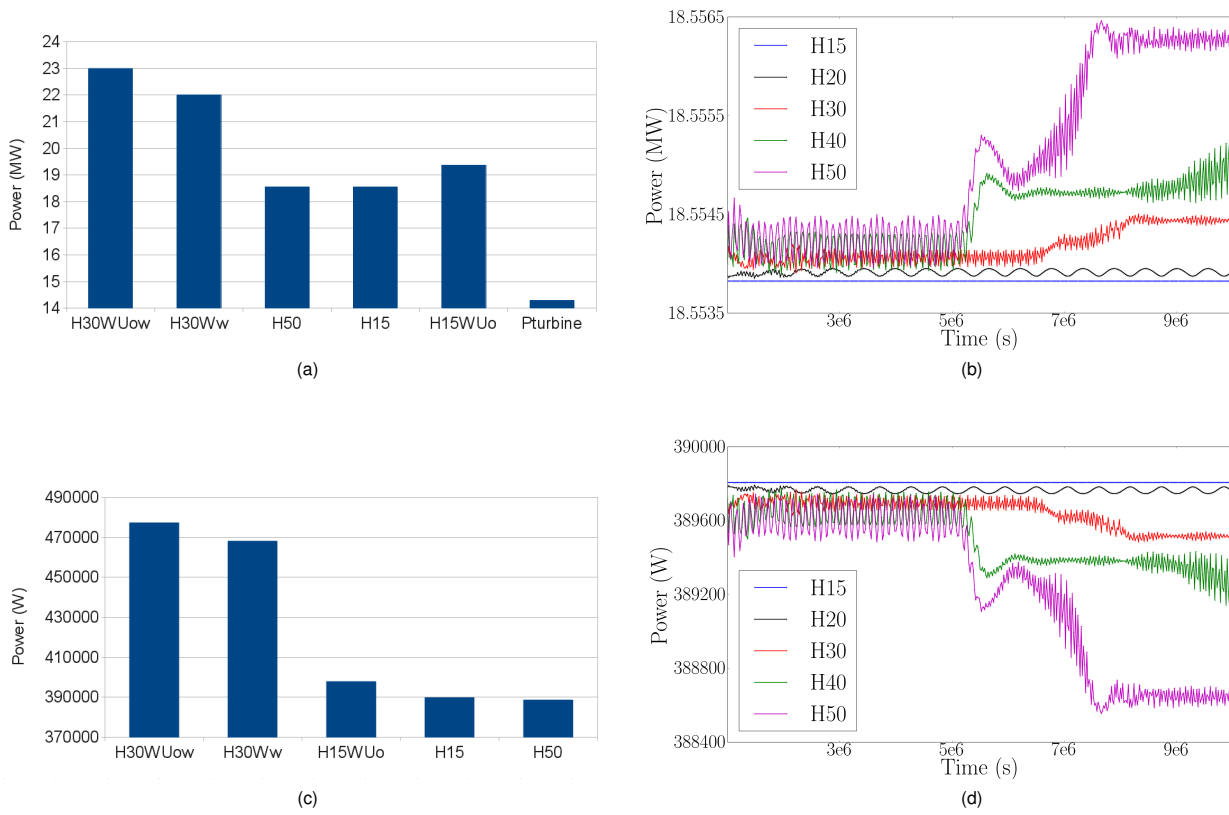 24
23
22
21
20
19
18
17
16
15
14
Power (MW)
H30WUow H30Ww H50 H15 H15WUo Pturbine
(a)
18.5565
18.5555
18.5545
18.5535
Power (MW)
H15
H20
H30
H40
H50
3e6 5e6 7e6 9e6
Time (s)
(b)
490000
470000
450000
430000
410000
390000
370000
Power (W)
H30WUow H30Ww H15WUo H15 H50
(c)
390000
389600
389200
388800
388400
Power (W)
H15
H20
H30
H40
H50
3e6 5e6 7e6 9e6
Time (s)
(d)